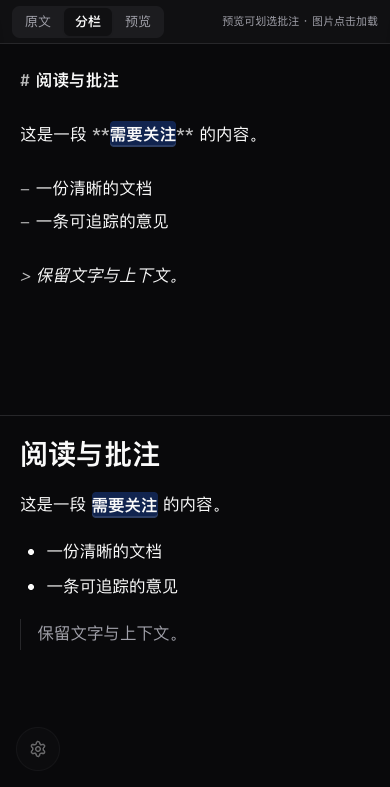 原文 分栏 预览 预览可划选批注 · 图片点击加载
# 阅读与批注
这是一段 **需要关注** 的内容。
– 一份清晰的文档
– 一条可追踪的意见
> 保留文字与上下文。
阅读与批注
这是一段 需要关注 的内容。
• 一份清晰的文档
• 一条可追踪的意见
保留文字与上下文。